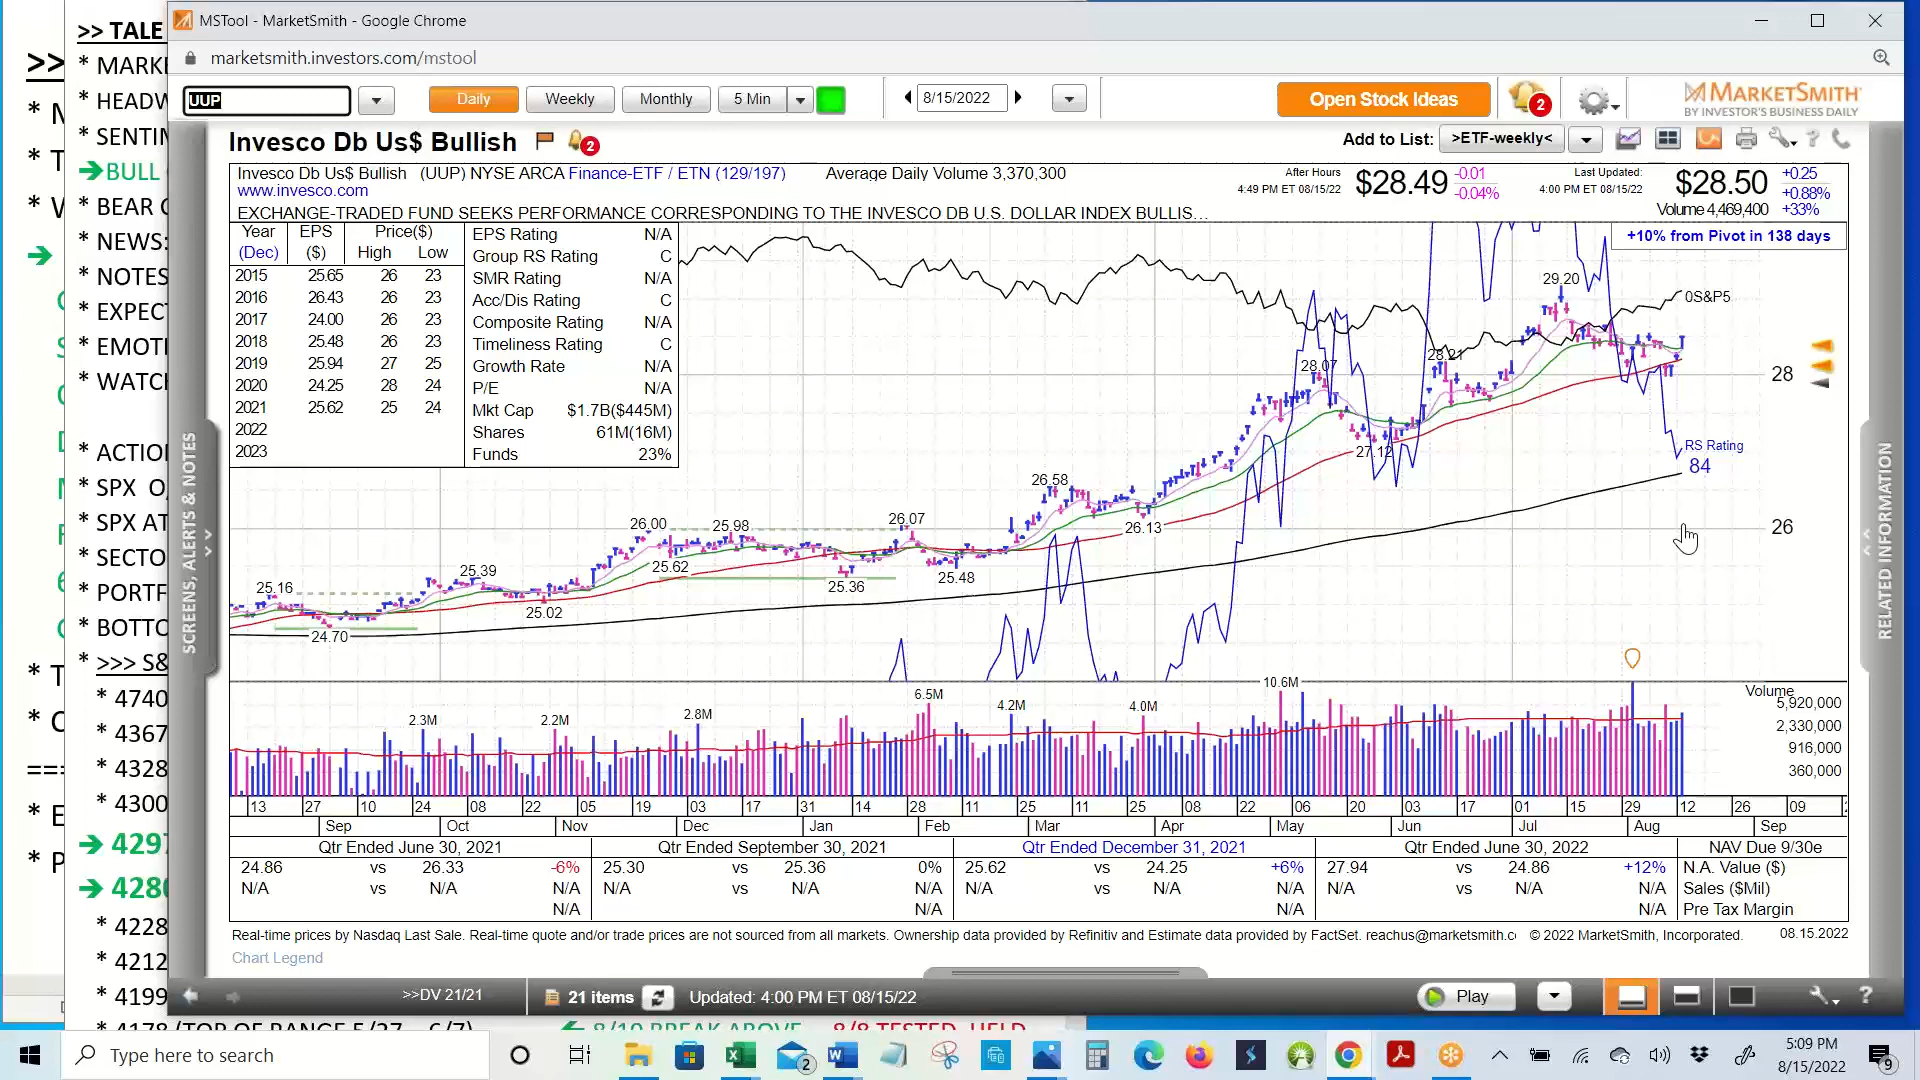 MSTool - MarketSmith - Google Chrome
marketsmith.investors.com/mstool
UUP
Daily
Weekly
Monthly
5 Min
8/15/2022
Open Stock Ideas
2
MARKETSMITH
BY INVESTOR'S BUSINESS DAILY
Invesco Db Us$ Bullish
2
Add to List:
>ETF-weekly<
Invesco Db Us$ Bullish (UUP) NYSE ARCA Finance-ETF / ETN (129/197) Average Daily Volume 3,370,300
www.invesco.com
EXCHANGE-TRADED FUND SEEKS PERFORMANCE CORRESPONDING TO THE INVESCO DB U.S. DOLLAR INDEX BULLIS...
After Hours
4:49 PM ET 08/15/22
$28.49
-0.01
-0.04%
Last Updated:
4:00 PM ET 08/15/22
$28.50
+0.25
+0.88%
Volume 4,469,400 +33%
+10% from Pivot in 138 days
Year EPS Price($)
(Dec) ($) High Low
2015 25.65 26 23
2016 26.43 26 23
2017 24.00 26 23
2018 25.48 26 23
2019 25.94 27 25
2020 24.25 28 24
2021 25.62 25 24
2022
2023
EPS Rating N/A
Group RS Rating C
SMR Rating N/A
Acc/Dis Rating C
Composite Rating N/A
Timeliness Rating C
Growth Rate N/A
P/E N/A
Mkt Cap $1.7B($445M)
Shares 61M(16M)
Funds 23%
29.20
0S&P5
28.21
28.07
28
27.12
RS Rating
84
26.58
26.00
25.98
26.07
26.13
26
25.62
25.39
25.48
25.36
25.16
25.02
24.70
10.6M
6.5M
4.2M
4.0M
2.8M
2.3M
2.2M
Volume
5,920,000
2,330,000
916,000
360,000
13 27 10 24 08 22 05 19 03 17 31 14 28 11 25 11 25 08 22 06 20 03 17 01 15 29 12 26 09
Sep Oct Nov Dec Jan Feb Mar Apr May Jun Jul Aug Sep
Qtr Ended June 30, 2021 Qtr Ended September 30, 2021 Qtr Ended December 31, 2021 Qtr Ended June 30, 2022 NAV Due 9/30e
24.86 vs 26.33 -6% 25.30 vs 25.36 0% 25.62 vs 24.25 +6% 27.94 vs 24.86 +12% N.A. Value ($)
N/A vs N/A N/A N/A vs N/A N/A N/A vs N/A N/A N/A vs N/A N/A Sales ($Mil)
N/A N/A N/A N/A Pre Tax Margin
Real-time prices by Nasdaq Last Sale. Real-time quote and/or trade prices are not sourced from all markets. Ownership data provided by Refinitiv and Estimate data provided by FactSet. reachus@marketsmith.c © 2022 MarketSmith, Incorporated. 08.15.2022
Chart Legend
SCREENS, ALERTS & NOTES
RELATED INFORMATION
>>DV 21/21
21 items
Updated: 4:00 PM ET 08/15/22
Play
>> TALE
* MARKE
* HEADW
* SENTIM
BULL
* BEAR C
* NEWS:
* NOTES
* EXPECT
* EMOTI
* WATCH
* ACTIO
* SPX O
* SPX AT
* SECTO
* PORTF
* BOTTO
* >>> S&
* 4740
* 4367
* 4328
* 4300
4297
4280
* 4228
* 4212
* 4199
* 4178 (TOP OF RANGE 5/27 - 6/7)
8/10 BREAK ABOVE
8/8 TESTED, HELD
Type here to search
2
5:09 PM
8/15/2022
9